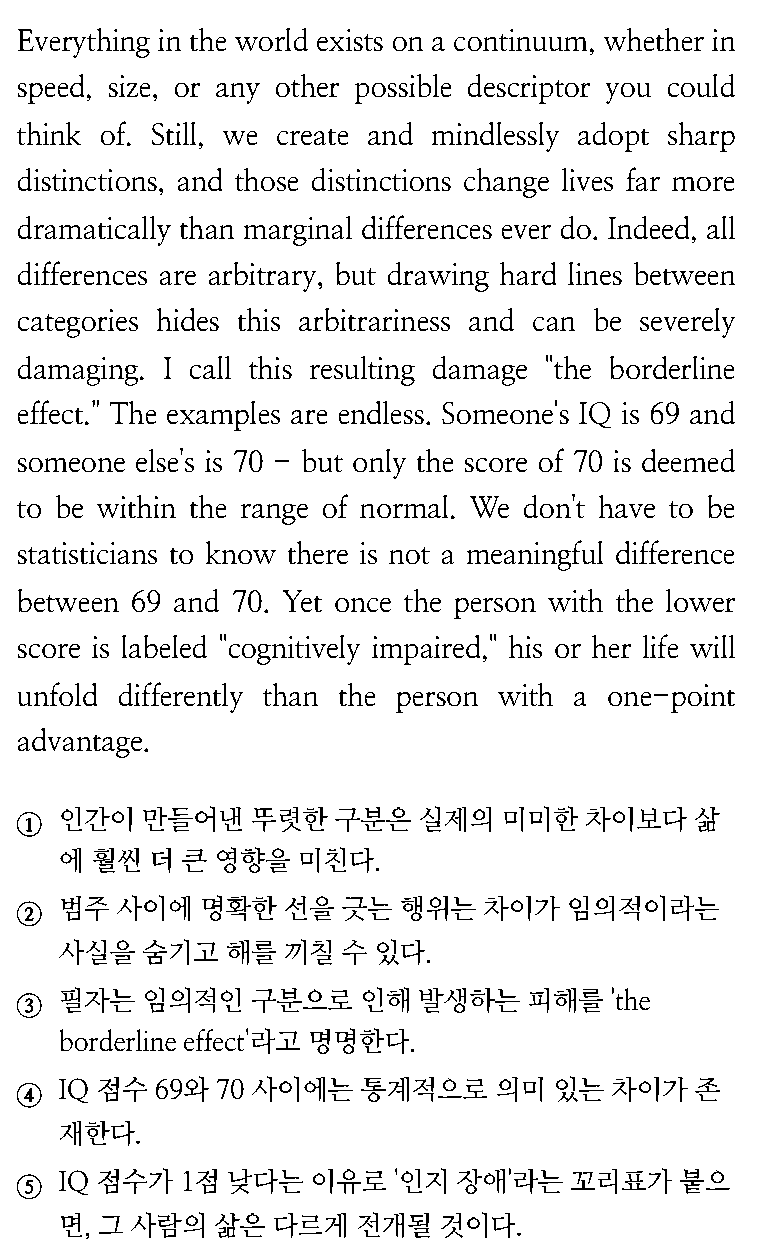 Everything in the world exists on a continuum, whether in
speed, size, or any other possible descriptor you could
think of. Still, we create and mindlessly adopt sharp
distinctions, and those distinctions change lives far more
dramatically than marginal differences ever do. Indeed, all
differences are arbitrary, but drawing hard lines between
categories hides this arbitrariness and can be severely
damaging. I call this resulting damage "the borderline
effect." The examples are endless. Someone's IQ is 69 and
someone else's is 70 - but only the score of 70 is deemed
to be within the range of normal. We don't have to be
statisticians to know there is not a meaningful difference
between 69 and 70. Yet once the person with the lower
score is labeled "cognitively impaired," his or her life will
unfold differently than the person with a one-point
advantage.
① 인간이 만들어낸 뚜렷한 구분은 실제의 미미한 차이보다 삶
에 훨씬 더 큰 영향을 미친다.
② 범주 사이에 명확한 선을 긋는 행위는 차이가 임의적이라는
사실을 숨기고 해를 끼칠 수 있다.
③ 필자는 임의적인 구분으로 인해 발생하는 피해를 'the
borderline effect'라고 명명한다.
④ IQ 점수 69와 70 사이에는 통계적으로 의미 있는 차이가 존
재한다.
⑤ IQ 점수가 1점 낮다는 이유로 '인지 장애'라는 꼬리표가 붙으
면, 그 사람의 삶은 다르게 전개될 것이다.